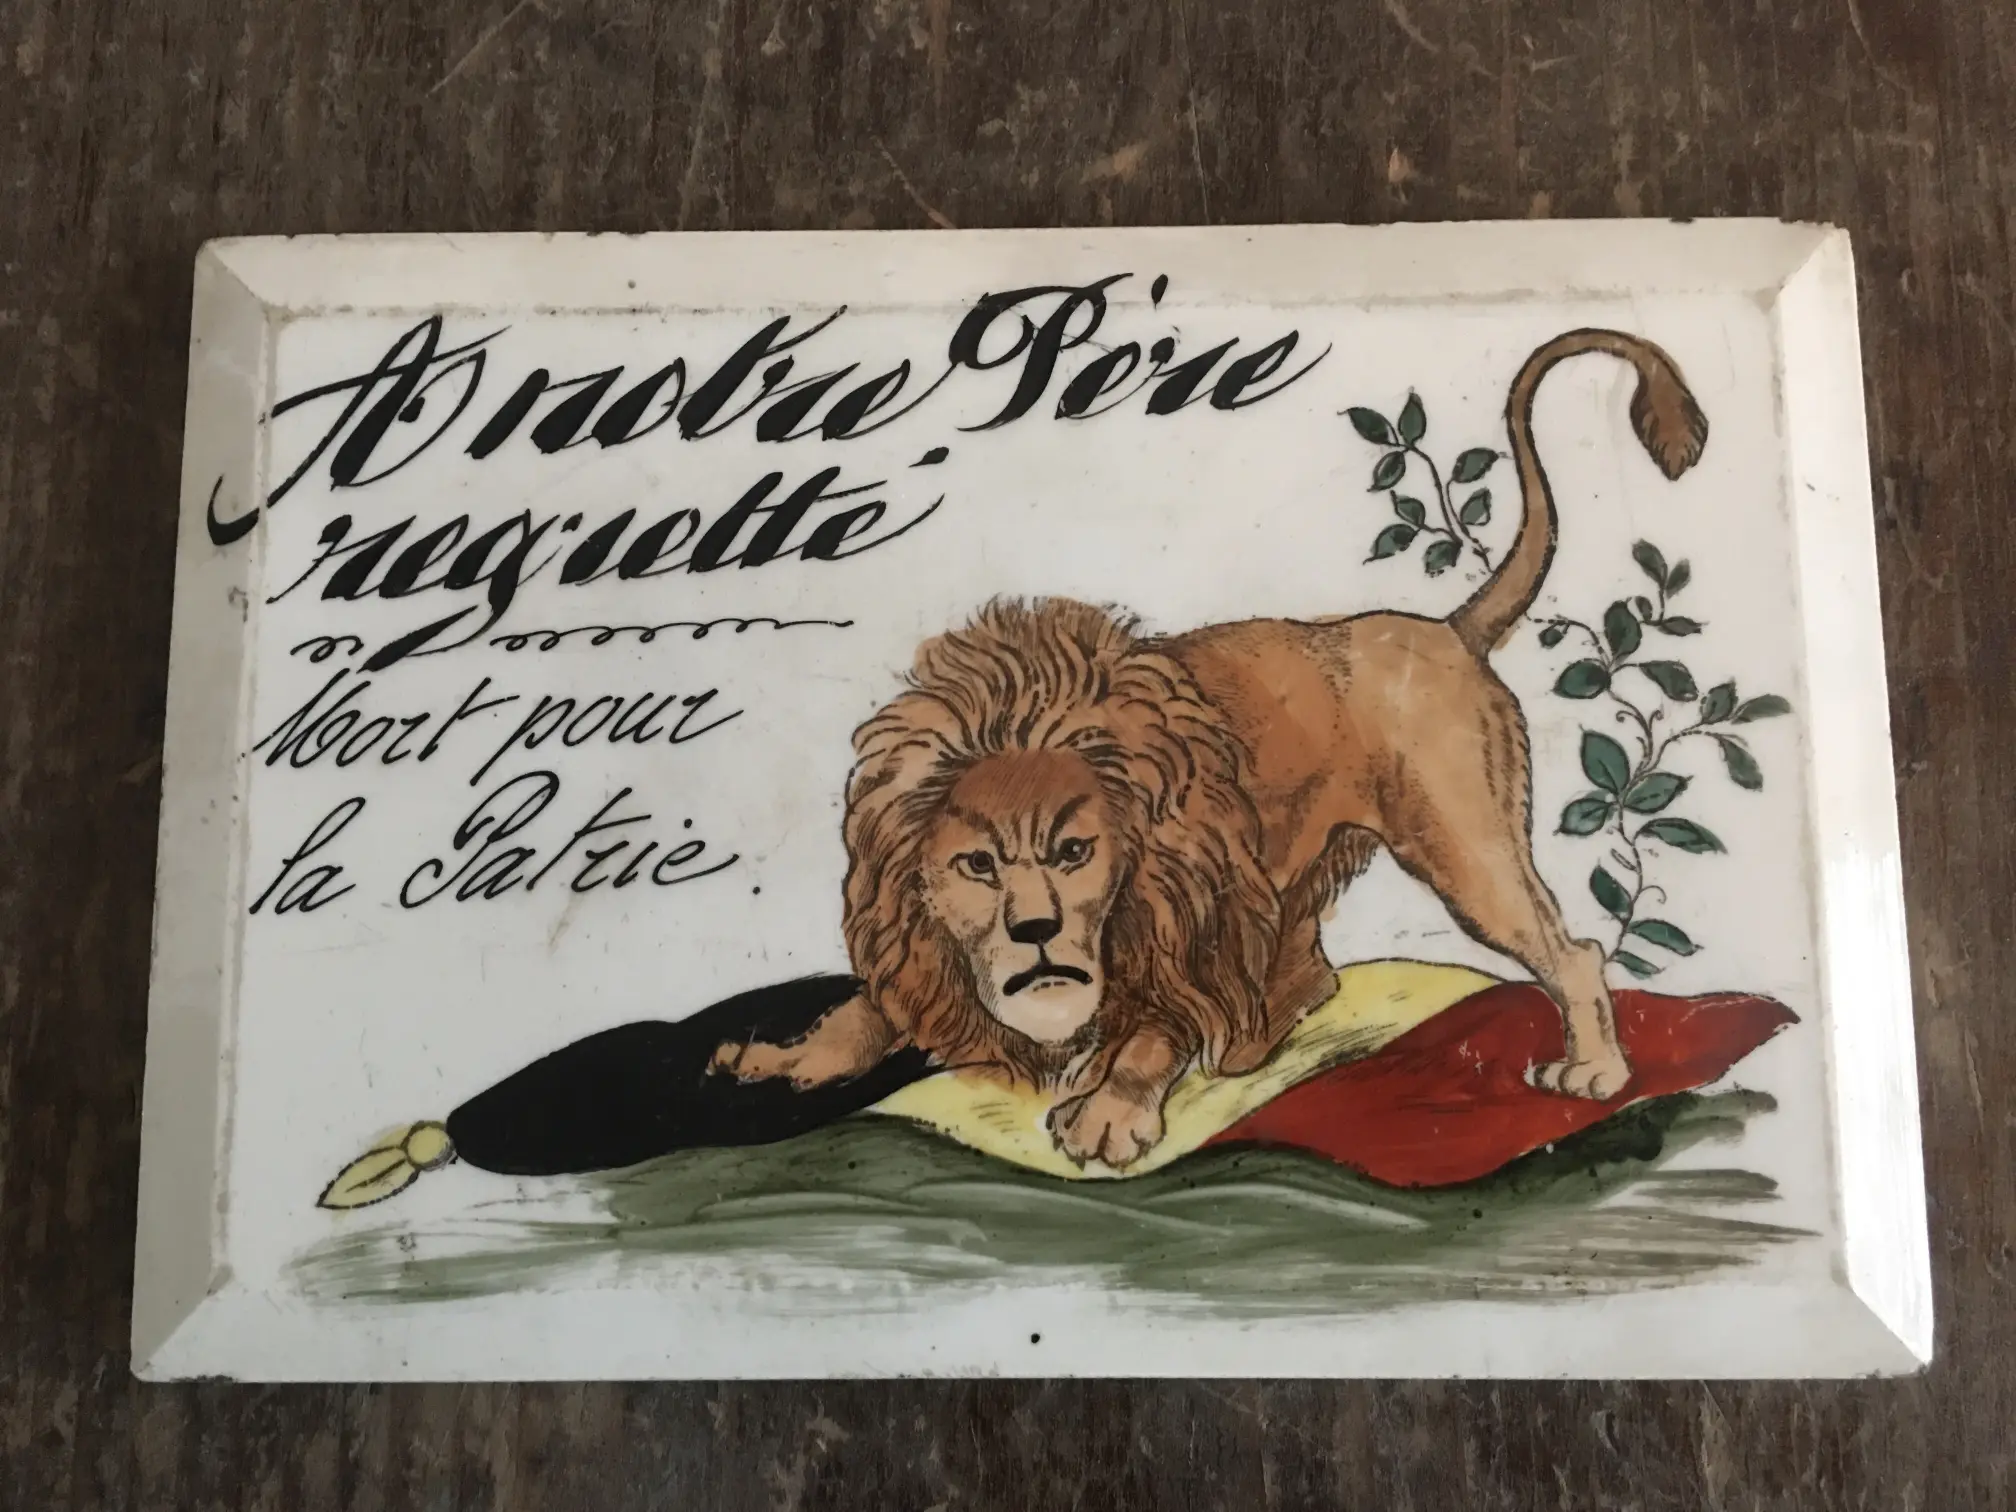 A notre Père
regretté
Mort pour
la Patrie.